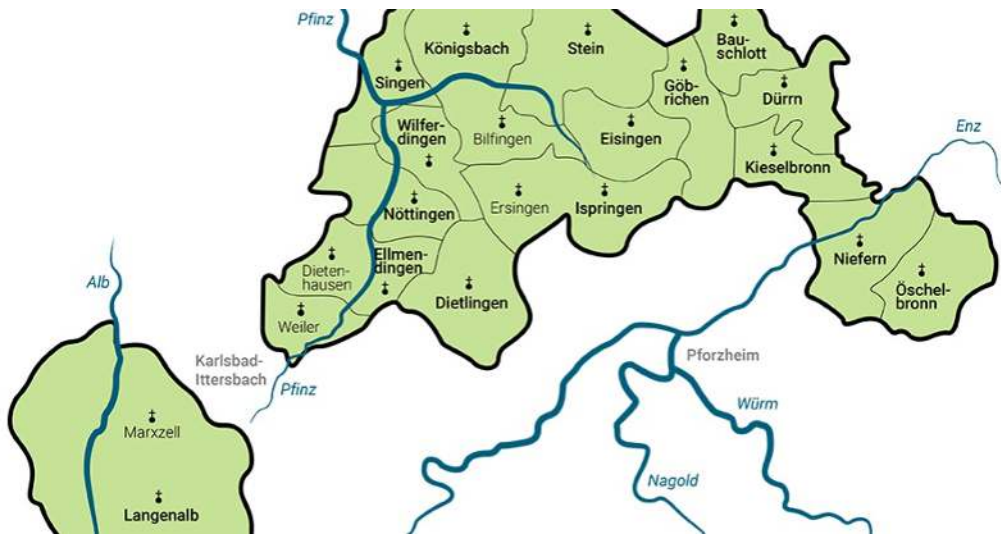 Pfinz
Königsbach
Stein
Bau-
schlott
Singen
Göb-
richen
Dürrn
Wilfer-
dingen
Bilfingen
Eisingen
Enz
Kieselbronn
Nöttingen
Ersingen
Ispringen
Dieten-
hausen
Ellmen-
dingen
Niefern
Öschel-
bronn
Alb
Dietlingen
Weiler
Karlsbad-
Ittersbach
Pfinz
Pforzheim
Würm
Marxzell
Nagold
Langenalb